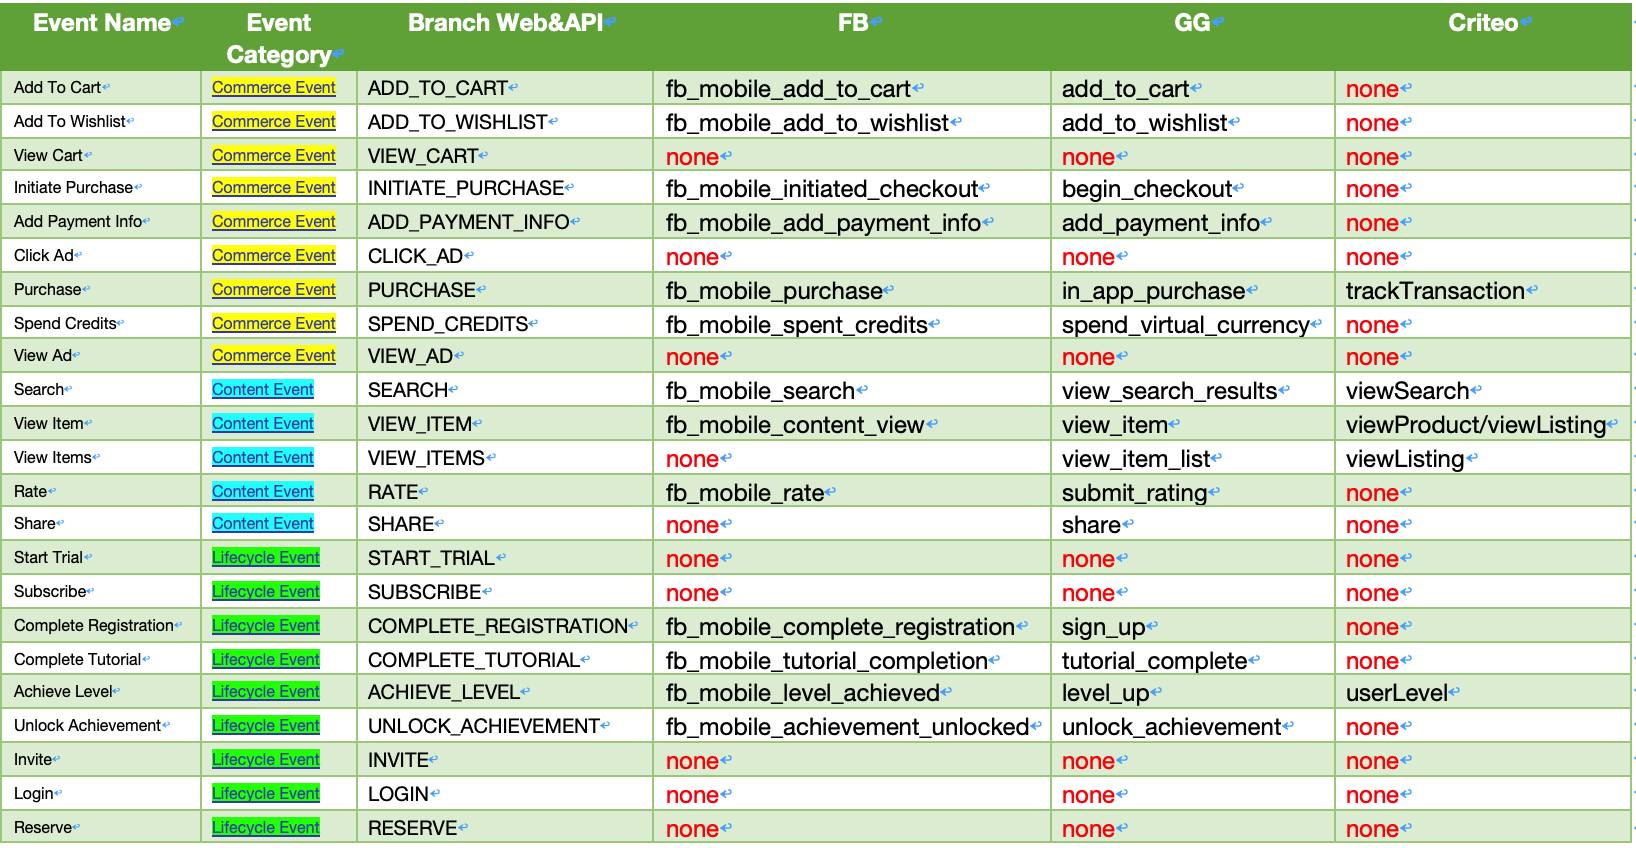 Event Name Event Category Branch Web&API FB GG Criteo
Add To Cart Commerce Event ADD_TO_CART fb_mobile_add_to_cart add_to_cart none
Add To Wishlist Commerce Event ADD_TO_WISHLIST fb_mobile_add_to_wishlist add_to_wishlist none
View Cart Commerce Event VIEW_CART none none none
Initiate Purchase Commerce Event INITIATE_PURCHASE fb_mobile_initiated_checkout begin_checkout none
Add Payment Info Commerce Event ADD_PAYMENT_INFO fb_mobile_add_payment_info add_payment_info none
Click Ad Commerce Event CLICK_AD none none none
Purchase Commerce Event PURCHASE fb_mobile_purchase in_app_purchase trackTransaction
Spend Credits Commerce Event SPEND_CREDITS fb_mobile_spent_credits spend_virtual_currency none
View Ad Commerce Event VIEW_AD none none none
Search Content Event SEARCH fb_mobile_search view_search_results viewSearch
View Item Content Event VIEW_ITEM fb_mobile_content_view view_item viewProduct/viewListing
View Items Content Event VIEW_ITEMS none view_item_list viewListing
Rate Content Event RATE fb_mobile_rate submit_rating none
Share Content Event SHARE none share none
Start Trial Lifecycle Event START_TRIAL none none none
Subscribe Lifecycle Event SUBSCRIBE none none none
Complete Registration Lifecycle Event COMPLETE_REGISTRATION fb_mobile_complete_registration sign_up none
Complete Tutorial Lifecycle Event COMPLETE_TUTORIAL fb_mobile_tutorial_completion tutorial_complete none
Achieve Level Lifecycle Event ACHIEVE_LEVEL fb_mobile_level_achieved level_up userLevel
Unlock Achievement Lifecycle Event UNLOCK_ACHIEVEMENT fb_mobile_achievement_unlocked unlock_achievement none
Invite Lifecycle Event INVITE none none none
Login Lifecycle Event LOGIN none none none
Reserve Lifecycle Event RESERVE none none none